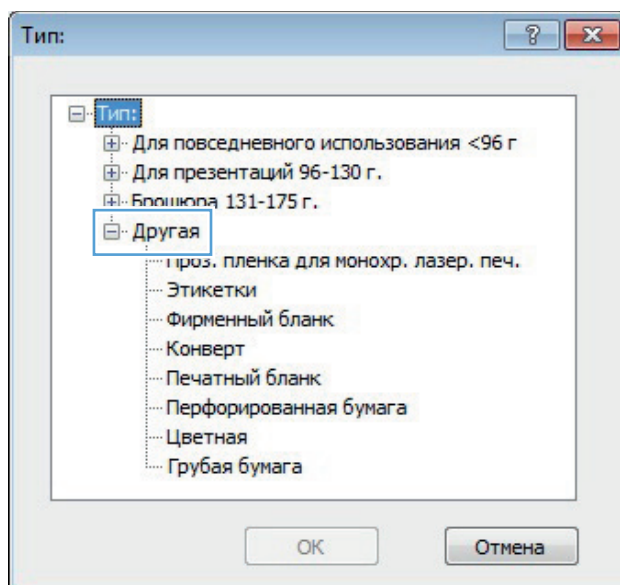 Тип:
Тип:
Для повседневного использования <96 г
Для презентаций 96-130 г.
Брошюра 131-175 г.
Другая
Проз. пленка для монохр. лазер. печ.
Этикетки
Фирменный бланк
Конверт
Печатный бланк
Перфорированная бумага
Цветная
Грубая бумага
OK Отмена